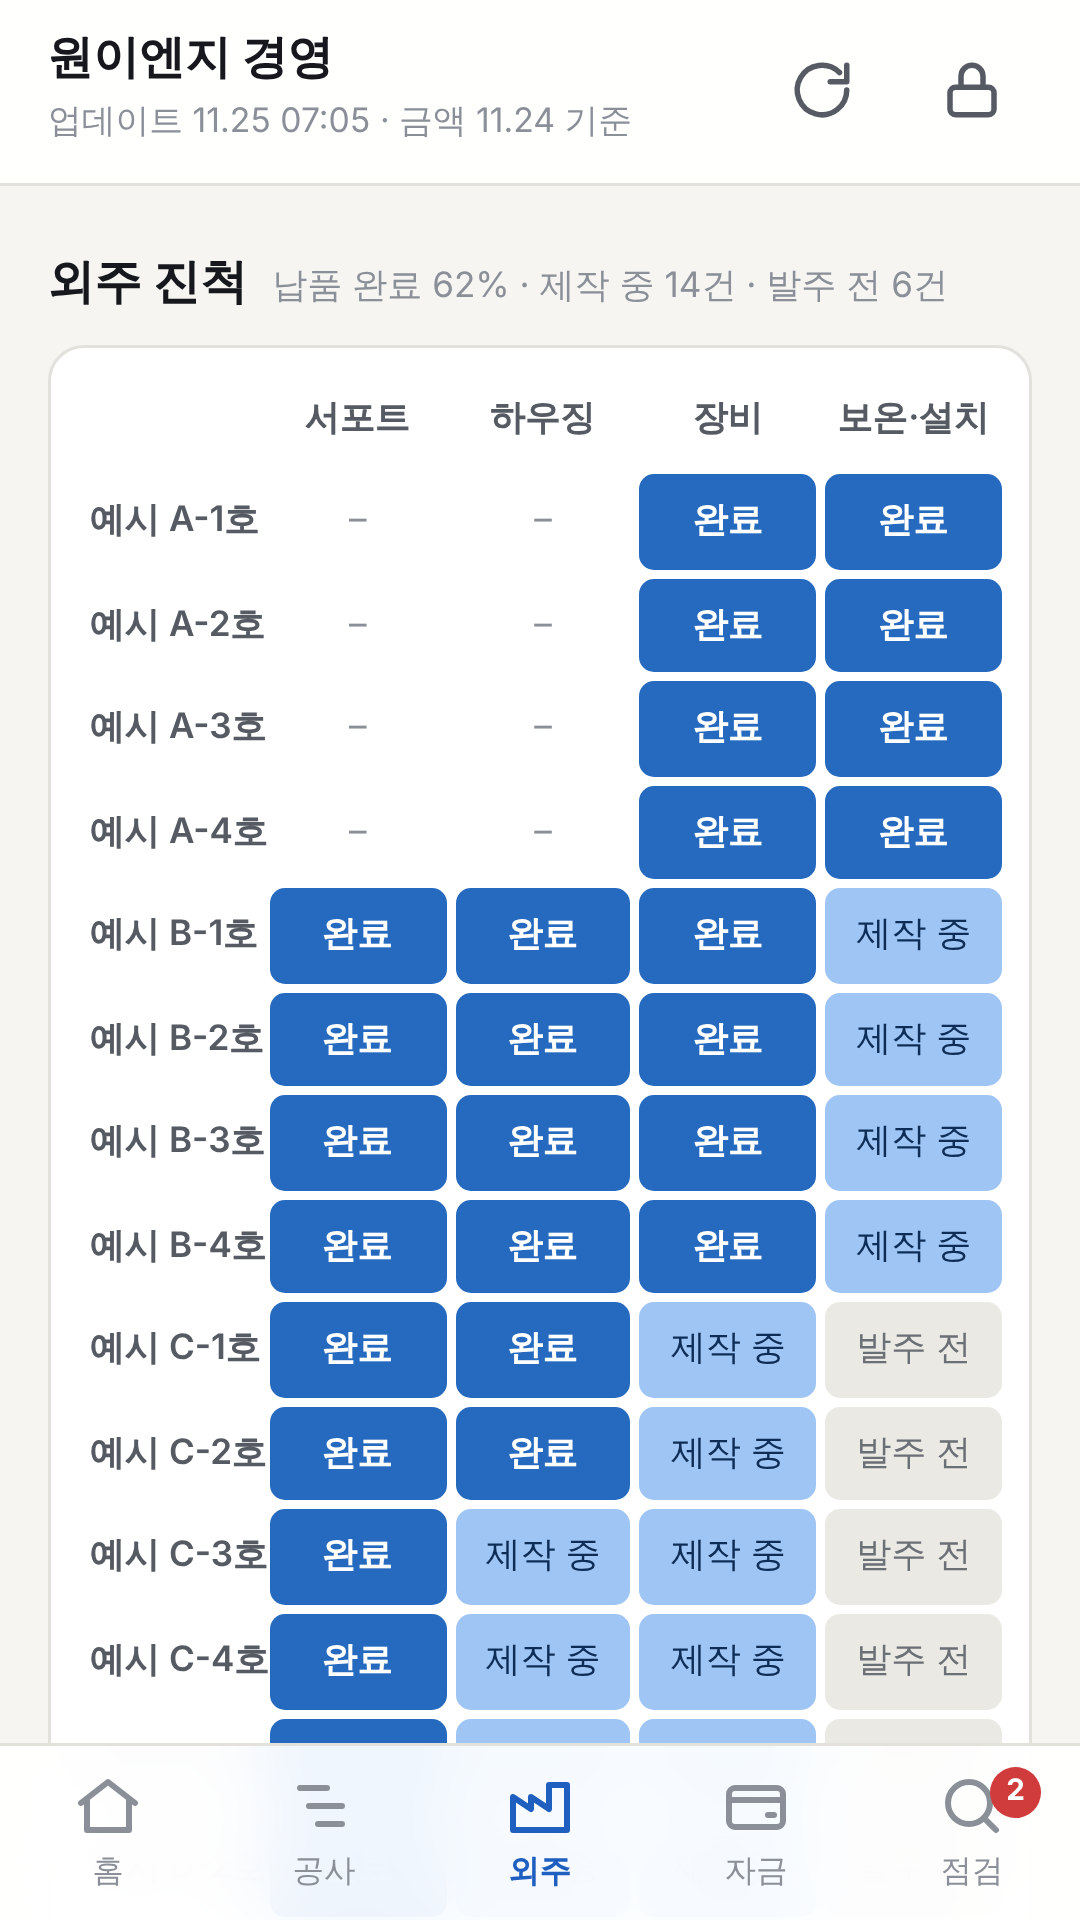 원이엔지 경영
업데이트 11.25 07:05 · 금액 11.24 기준
외주 진척 납품 완료 62% · 제작 중 14건 · 발주 전 6건
서포트 하우징 장비 보온·설치
예시 A-1호 – – 완료 완료
예시 A-2호 – – 완료 완료
예시 A-3호 – – 완료 완료
예시 A-4호 – – 완료 완료
예시 B-1호 완료 완료 완료 제작 중
예시 B-2호 완료 완료 완료 제작 중
예시 B-3호 완료 완료 완료 제작 중
예시 B-4호 완료 완료 완료 제작 중
예시 C-1호 완료 완료 제작 중 발주 전
예시 C-2호 완료 완료 제작 중 발주 전
예시 C-3호 완료 제작 중 제작 중 발주 전
예시 C-4호 완료 제작 중 제작 중 발주 전
2
홈 공사 외주 자금 점검